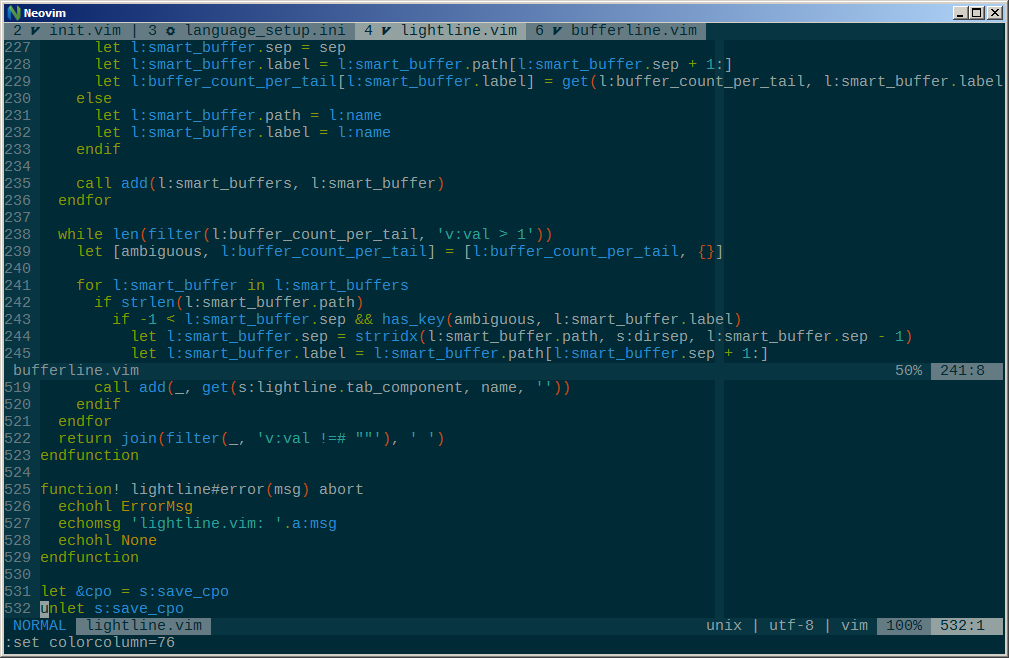 Neovim
2 init.vim | 3 language_setup.ini 4 lightline.vim 6 bufferline.vim
227       let l:smart_buffer.sep = sep
228       let l:smart_buffer.label = l:smart_buffer.path[l:smart_buffer.sep + 1:]
229       let l:buffer_count_per_tail[l:smart_buffer.label] = get(l:buffer_count_per_tail, l:smart_buffer.label
230     else
231       let l:smart_buffer.path = l:name
232       let l:smart_buffer.label = l:name
233     endif
234
235     call add(l:smart_buffers, l:smart_buffer)
236   endfor
237
238   while len(filter(l:buffer_count_per_tail, 'v:val > 1'))
239     let [ambiguous, l:buffer_count_per_tail] = [l:buffer_count_per_tail, {}]
240
241     for l:smart_buffer in l:smart_buffers
242       if strlen(l:smart_buffer.path)
243         if -1 < l:smart_buffer.sep && has_key(ambiguous, l:smart_buffer.label)
244           let l:smart_buffer.sep = strridx(l:smart_buffer.path, s:dirsep, l:smart_buffer.sep - 1)
245           let l:smart_buffer.label = l:smart_buffer.path[l:smart_buffer.sep + 1:]
bufferline.vim 50% 241:8
519       call add(_, get(s:lightline.tab_component, name, ''))
520     endif
521   endfor
522   return join(filter(_, 'v:val !=# ""'), ' ')
523 endfunction
524
525 function! lightline#error(msg) abort
526   echohl ErrorMsg
527   echomsg 'lightline.vim: '.a:msg
528   echohl None
529 endfunction
530
531 let &cpo = s:save_cpo
532 unlet s:save_cpo
NORMAL lightline.vim unix | utf-8 | vim 100% 532:1
:set colorcolumn=76